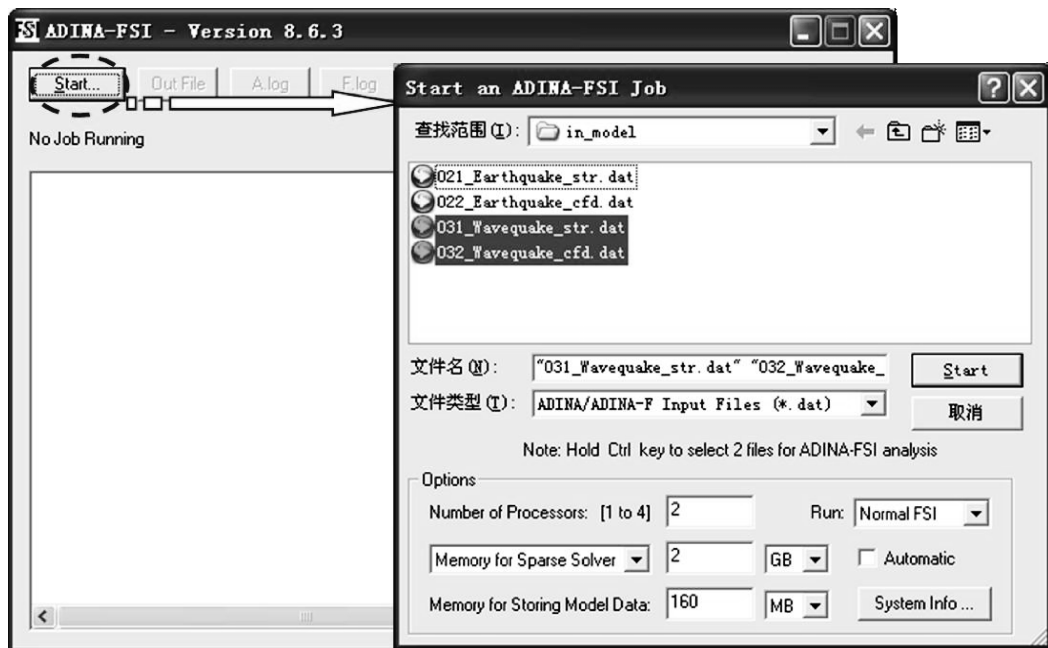 FSI ADINA-FSI - Version 8.6.3
Start... Out File A.log F.log
No Job Running
Start an ADINA-FSI Job
查找范围(I): in_model
021_Earthquake_str.dat
022_Earthquake_cfd.dat
031_Wavequake_str.dat
032_Wavequake_cfd.dat
文件名(N): "031_Wavequake_str.dat" "032_Wavequake_ Start
文件类型(T): ADINA/ADINA-F Input Files (*.dat) 取消
Note: Hold Ctrl key to select 2 files for ADINA-FSI analysis
Options
Number of Processors: [1 to 4] 2 Run: Normal FSI
Memory for Sparse Solver 2 GB Automatic
Memory for Storing Model Data: 160 MB System Info ...